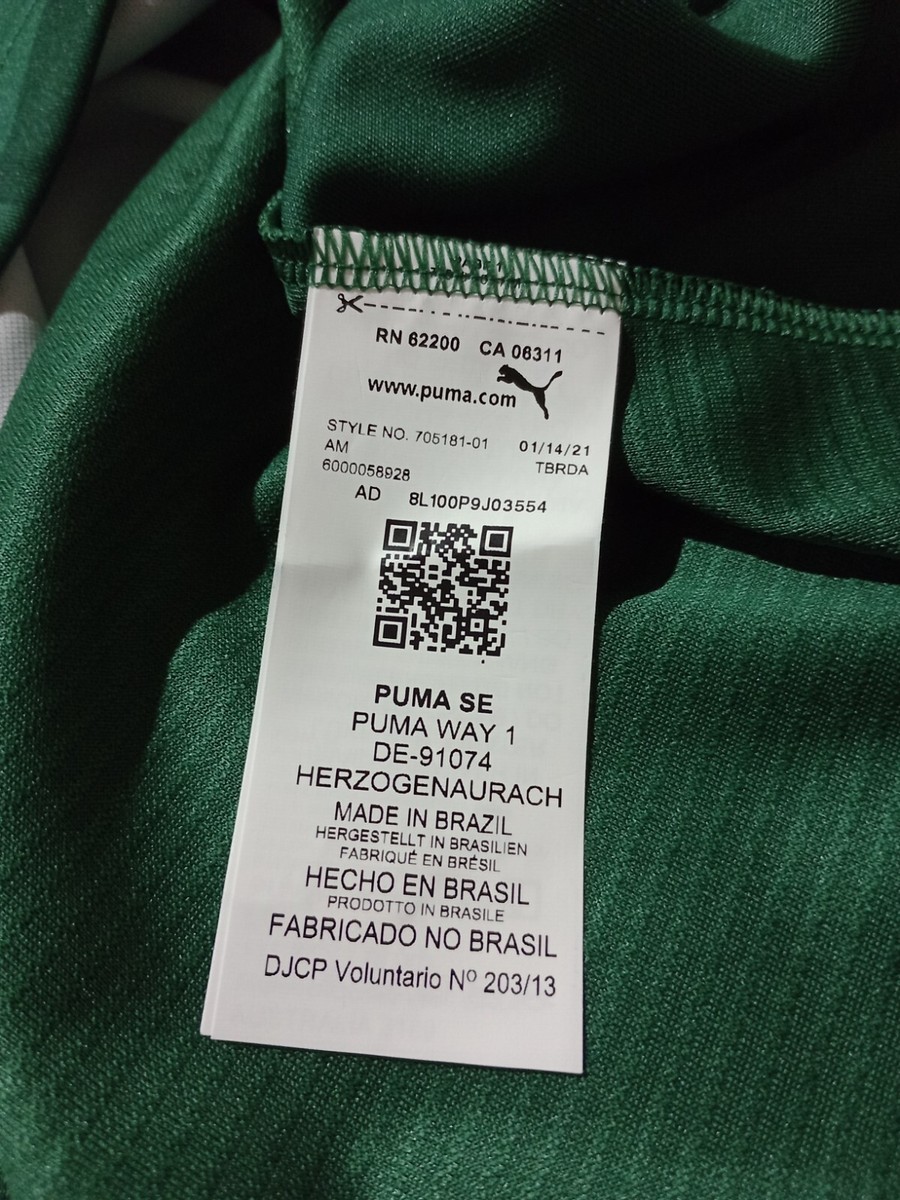 RN 62200 CA 06311
www.puma.com
STYLE NO. 705181-01 01/14/21
AM TBRDA
6000058928
AD 8L100P9J03554
PUMA SE
PUMA WAY 1
DE-91074
HERZOGENAURACH
MADE IN BRAZIL
HERGESTELLT IN BRASILIEN
FABRIQUÉ EN BRÉSIL
HECHO EN BRASIL
PRODOTTO IN BRASILE
FABRICADO NO BRASIL
DJCP Voluntario Nº 203/13